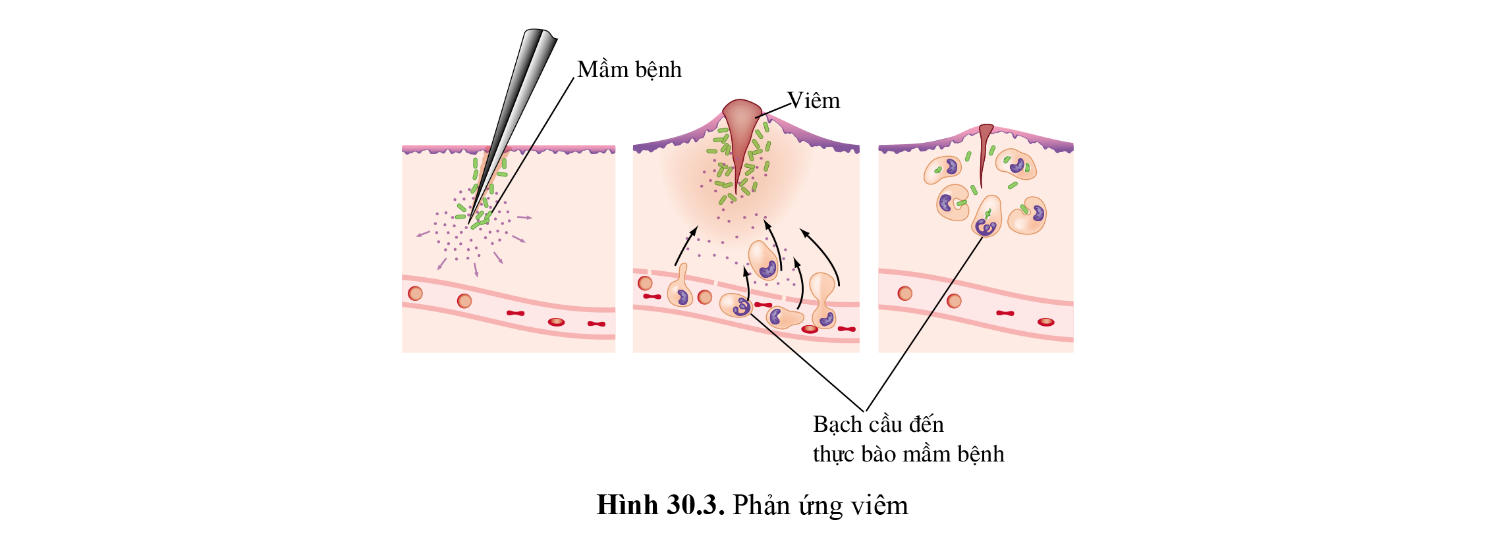 Mầm bệnh
Viêm
Bạch cầu đến
thực bào mầm bệnh
Hình 30.3. Phản ứng viêm